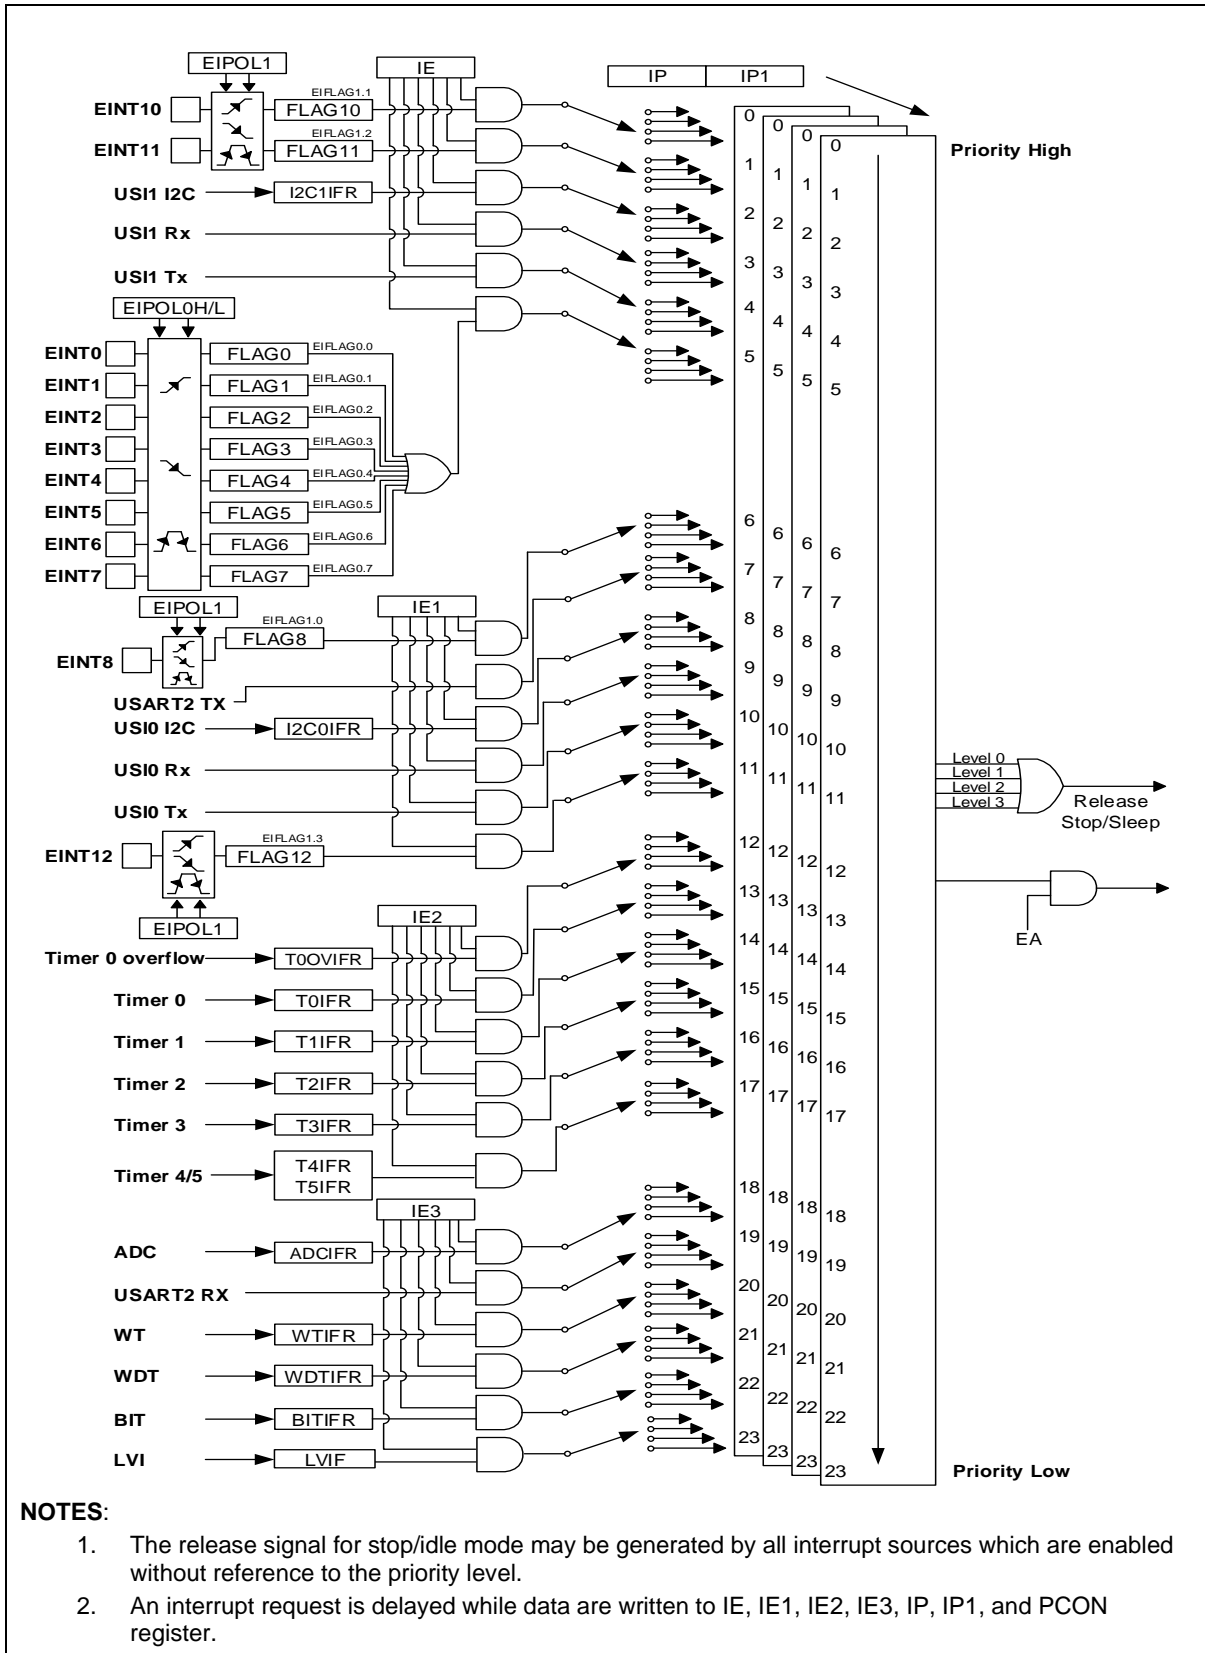 EIPOL1
IE
IP IP1
EINT10
EIFLAG1.1
FLAG10
EINT11
EIFLAG1.2
FLAG11
USI1 I2C
I2C1IFR
USI1 Rx
USI1 Tx
EIPOL0H/L
EINT0
FLAG0
EIFLAG0.0
EINT1
FLAG1
EIFLAG0.1
EINT2
FLAG2
EIFLAG0.2
EINT3
FLAG3
EIFLAG0.3
EINT4
FLAG4
EIFLAG0.4
EINT5
FLAG5
EIFLAG0.5
EINT6
FLAG6
EIFLAG0.6
EINT7
FLAG7
EIFLAG0.7
EIPOL1
IE1
EINT8
EIFLAG1.0
FLAG8
USART2 TX
USI0 I2C
I2C0IFR
USI0 Rx
USI0 Tx
EINT12
EIFLAG1.3
FLAG12
EIPOL1
IE2
Timer 0 overflow
T0OVIFR
Timer 0
T0IFR
Timer 1
T1IFR
Timer 2
T2IFR
Timer 3
T3IFR
Timer 4/5
T4IFR
T5IFR
IE3
ADC
ADCIFR
USART2 RX
WT
WTIFR
WDT
WDTIFR
BIT
BITIFR
LVI
LVIF
0 0 0 0
1 1 1 1
2 2 2 2
3 3 3 3
4 4 4 4
5 5 5 5
6 6 6 6
7 7 7 7
8 8 8 8
9 9 9 9
10 10 10 10
11 11 11 11
12 12 12 12
13 13 13 13
14 14 14 14
15 15 15 15
16 16 16 16
17 17 17 17
18 18 18 18
19 19 19 19
20 20 20 20
21 21 21 21
22 22 22 22
23 23 23 23
Priority High
Level 0
Level 1
Level 2
Level 3
Release
Stop/Sleep
EA
Priority Low
NOTES:
1. The release signal for stop/idle mode may be generated by all interrupt sources which are enabled
without reference to the priority level.
2. An interrupt request is delayed while data are written to IE, IE1, IE2, IE3, IP, IP1, and PCON
register.